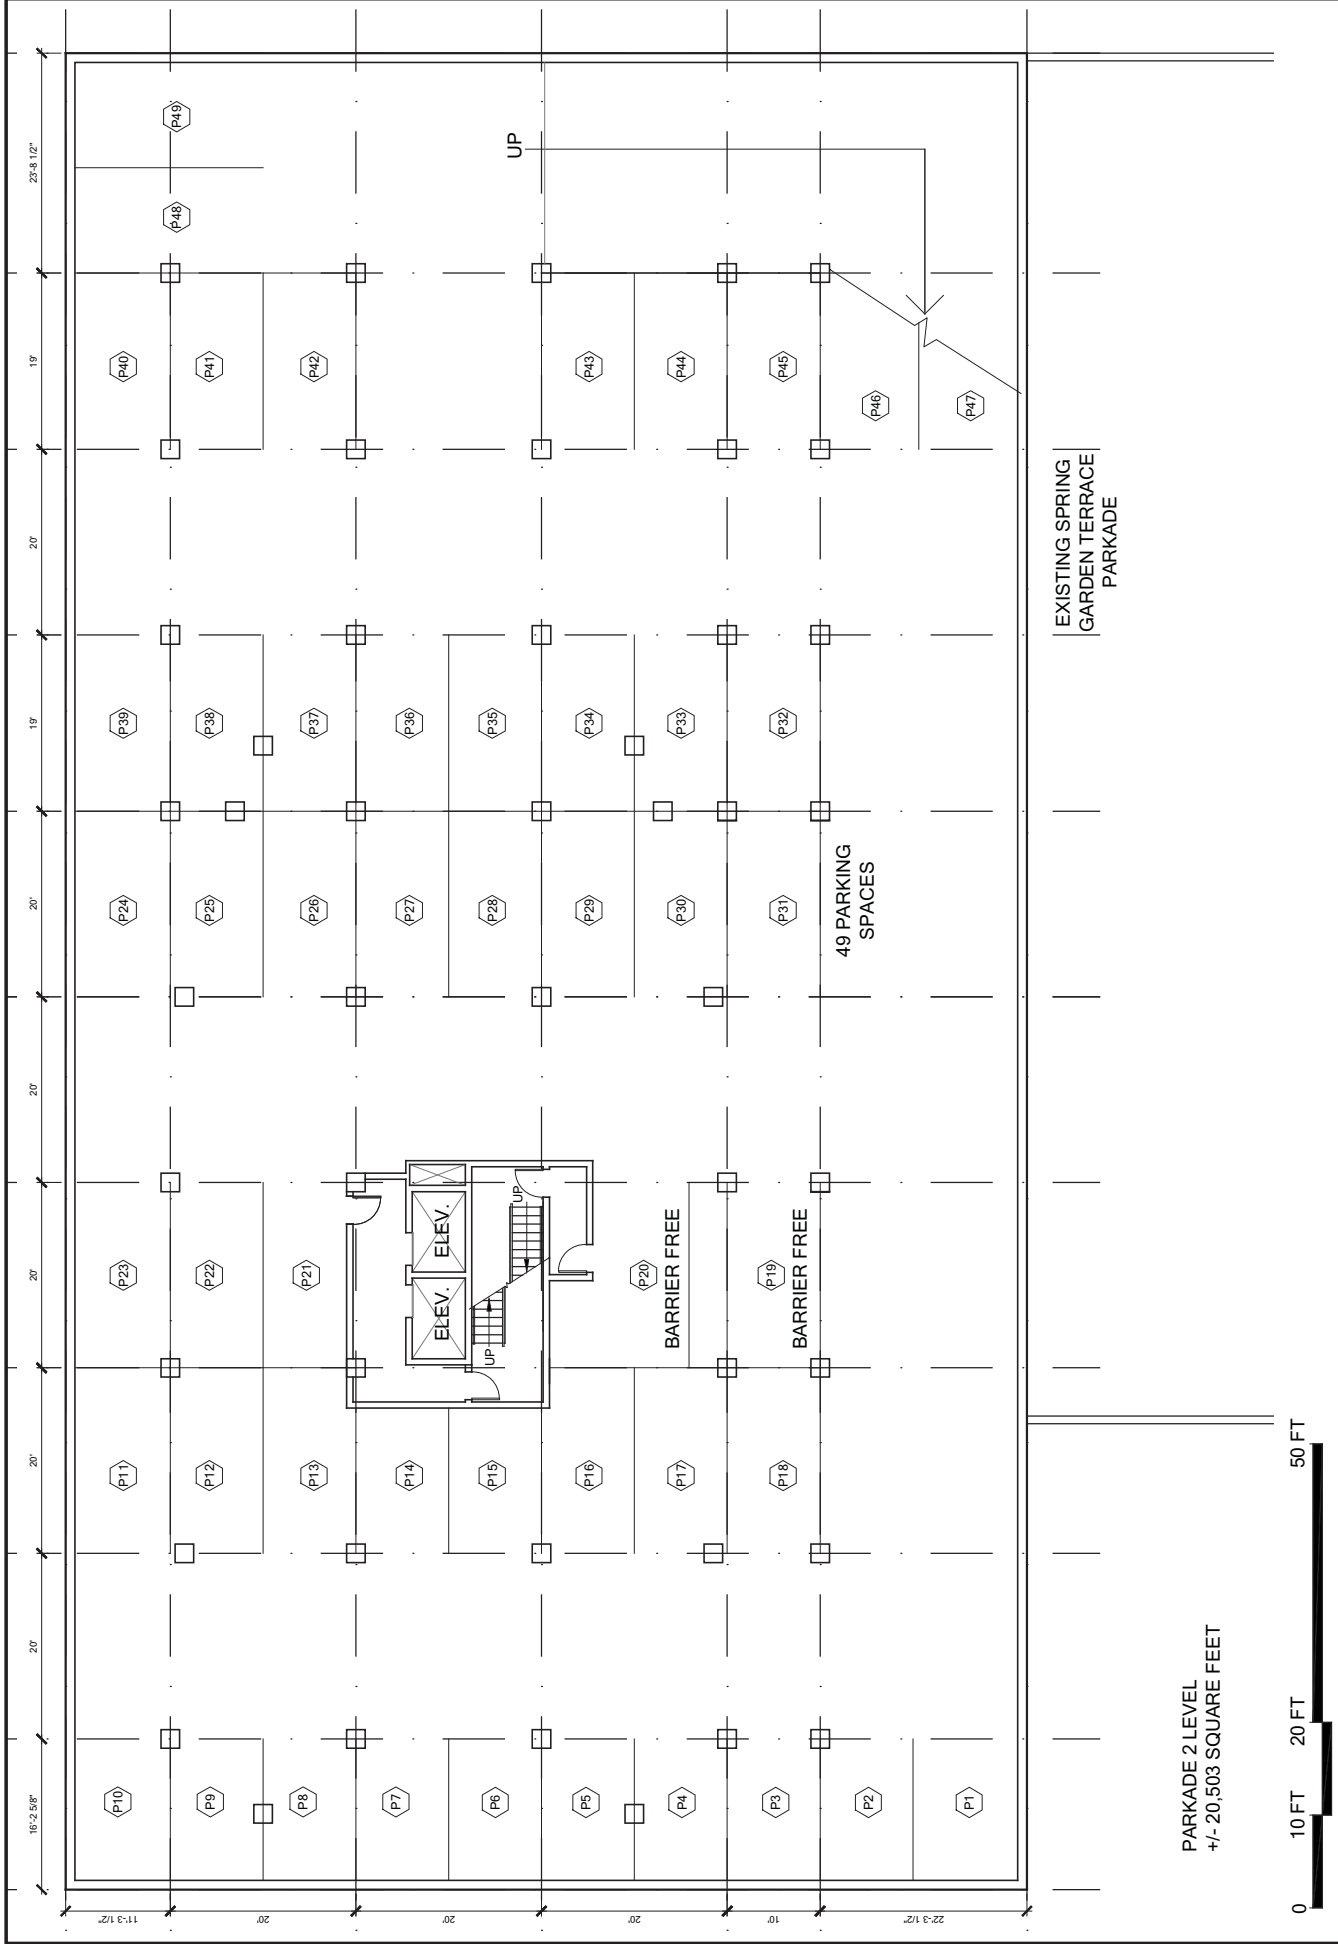 16'-2 5/8"
20'
20'
20'
20'
20'
19'
20'
19'
23'-8 1/2"
11'-3 1/2"
20'
20'
20'
10'
22'-3 1/2"
P10
P11
P23
P24
P39
P40
P48
P49
P9
P12
P22
P25
P38
P41
P8
P13
P21
P26
P37
P42
P7
P14
P27
P36
ELEV.
ELEV.
P6
P15
UP
UP
P28
P35
UP
P5
P16
P29
P34
P43
P4
P17
P20
BARRIER FREE
P30
P33
P44
P3
P18
P19
BARRIER FREE
P31
P32
P45
P2
49 PARKING
SPACES
P46
P1
P47
EXISTING SPRING
GARDEN TERRACE
PARKADE
PARKADE 2 LEVEL
+/- 20,503 SQUARE FEET
0
10 FT
20 FT
50 FT